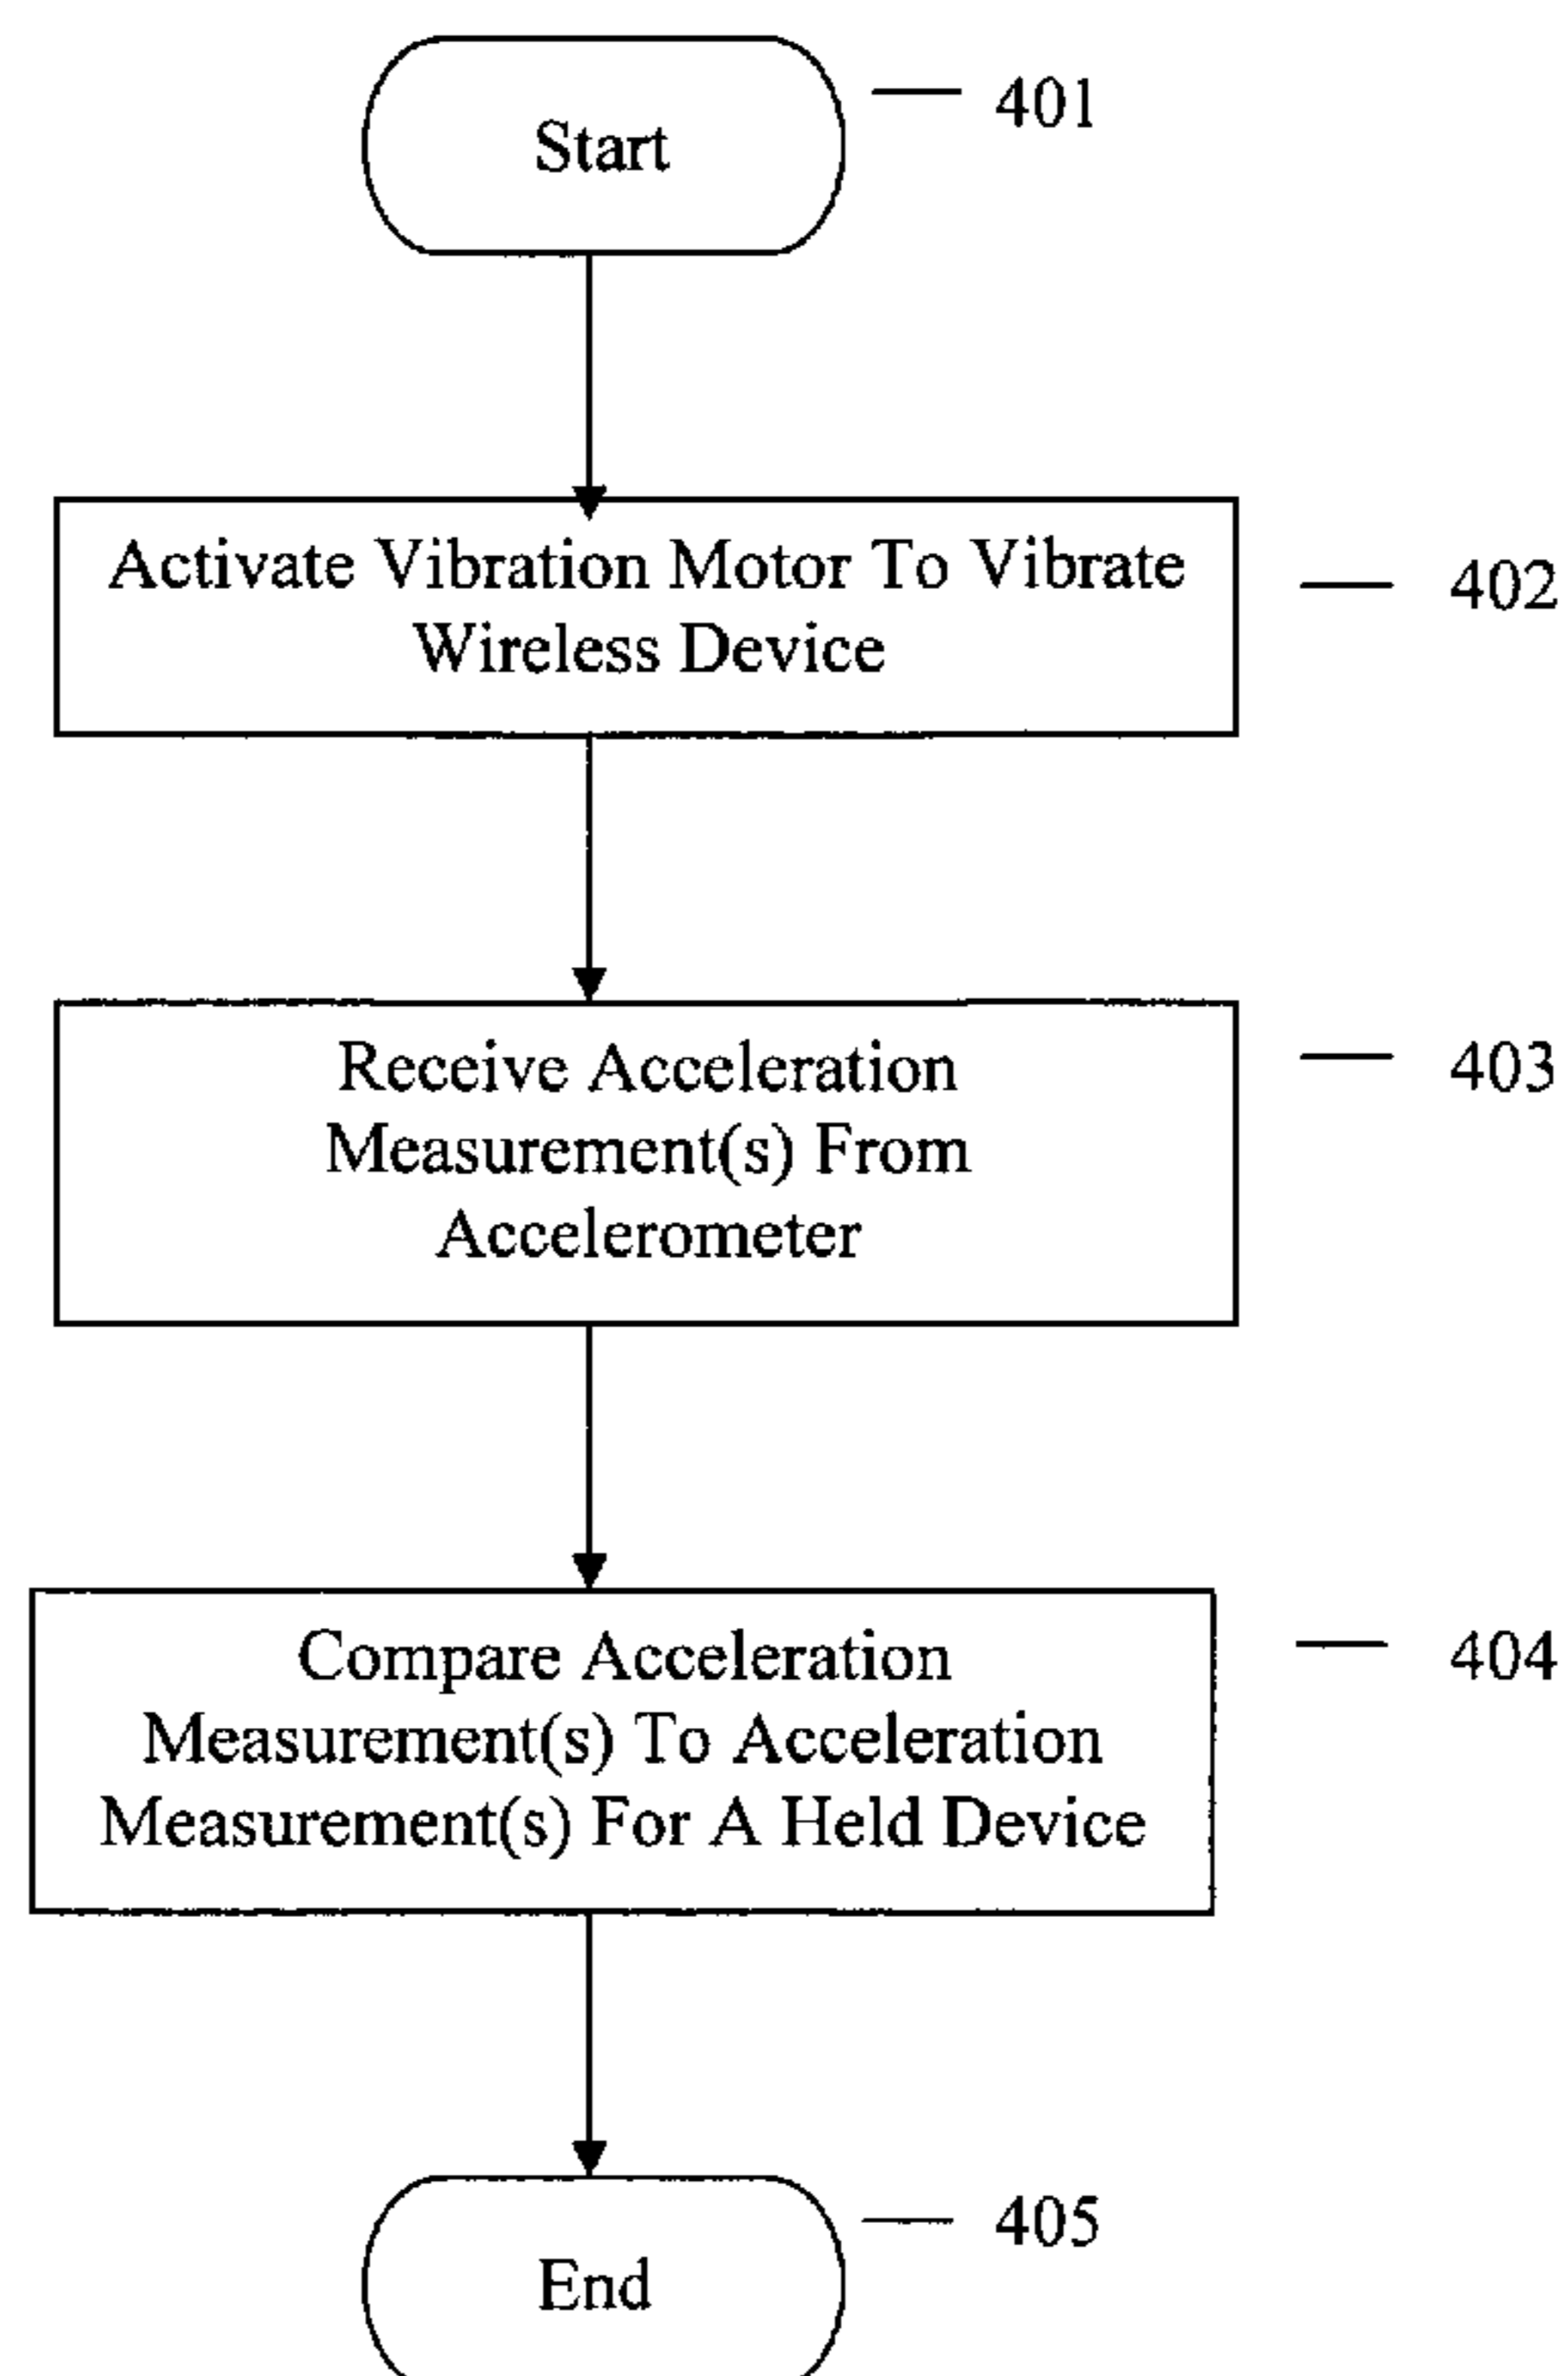 Start
401
Activate Vibration Motor To Vibrate
Wireless Device
402
Receive Acceleration
Measurement(s) From
Accelerometer
403
Compare Acceleration
Measurement(s) To Acceleration
Measurement(s) For A Held Device
404
End
405